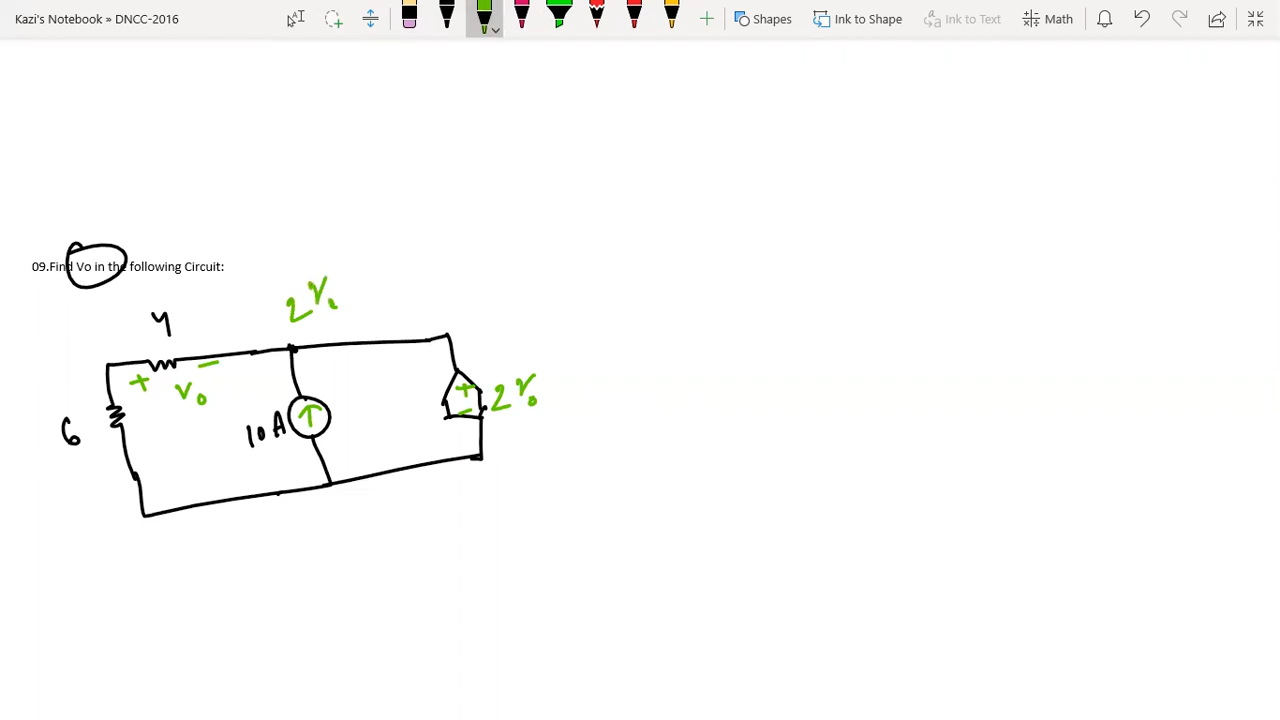 Kazi's Notebook » DNCC-2016
Shapes
Ink to Shape
Ink to Text
Math
09.Find Vo in the following Circuit:
4
2V
+ V0 −
6
10A
+
−
2V0